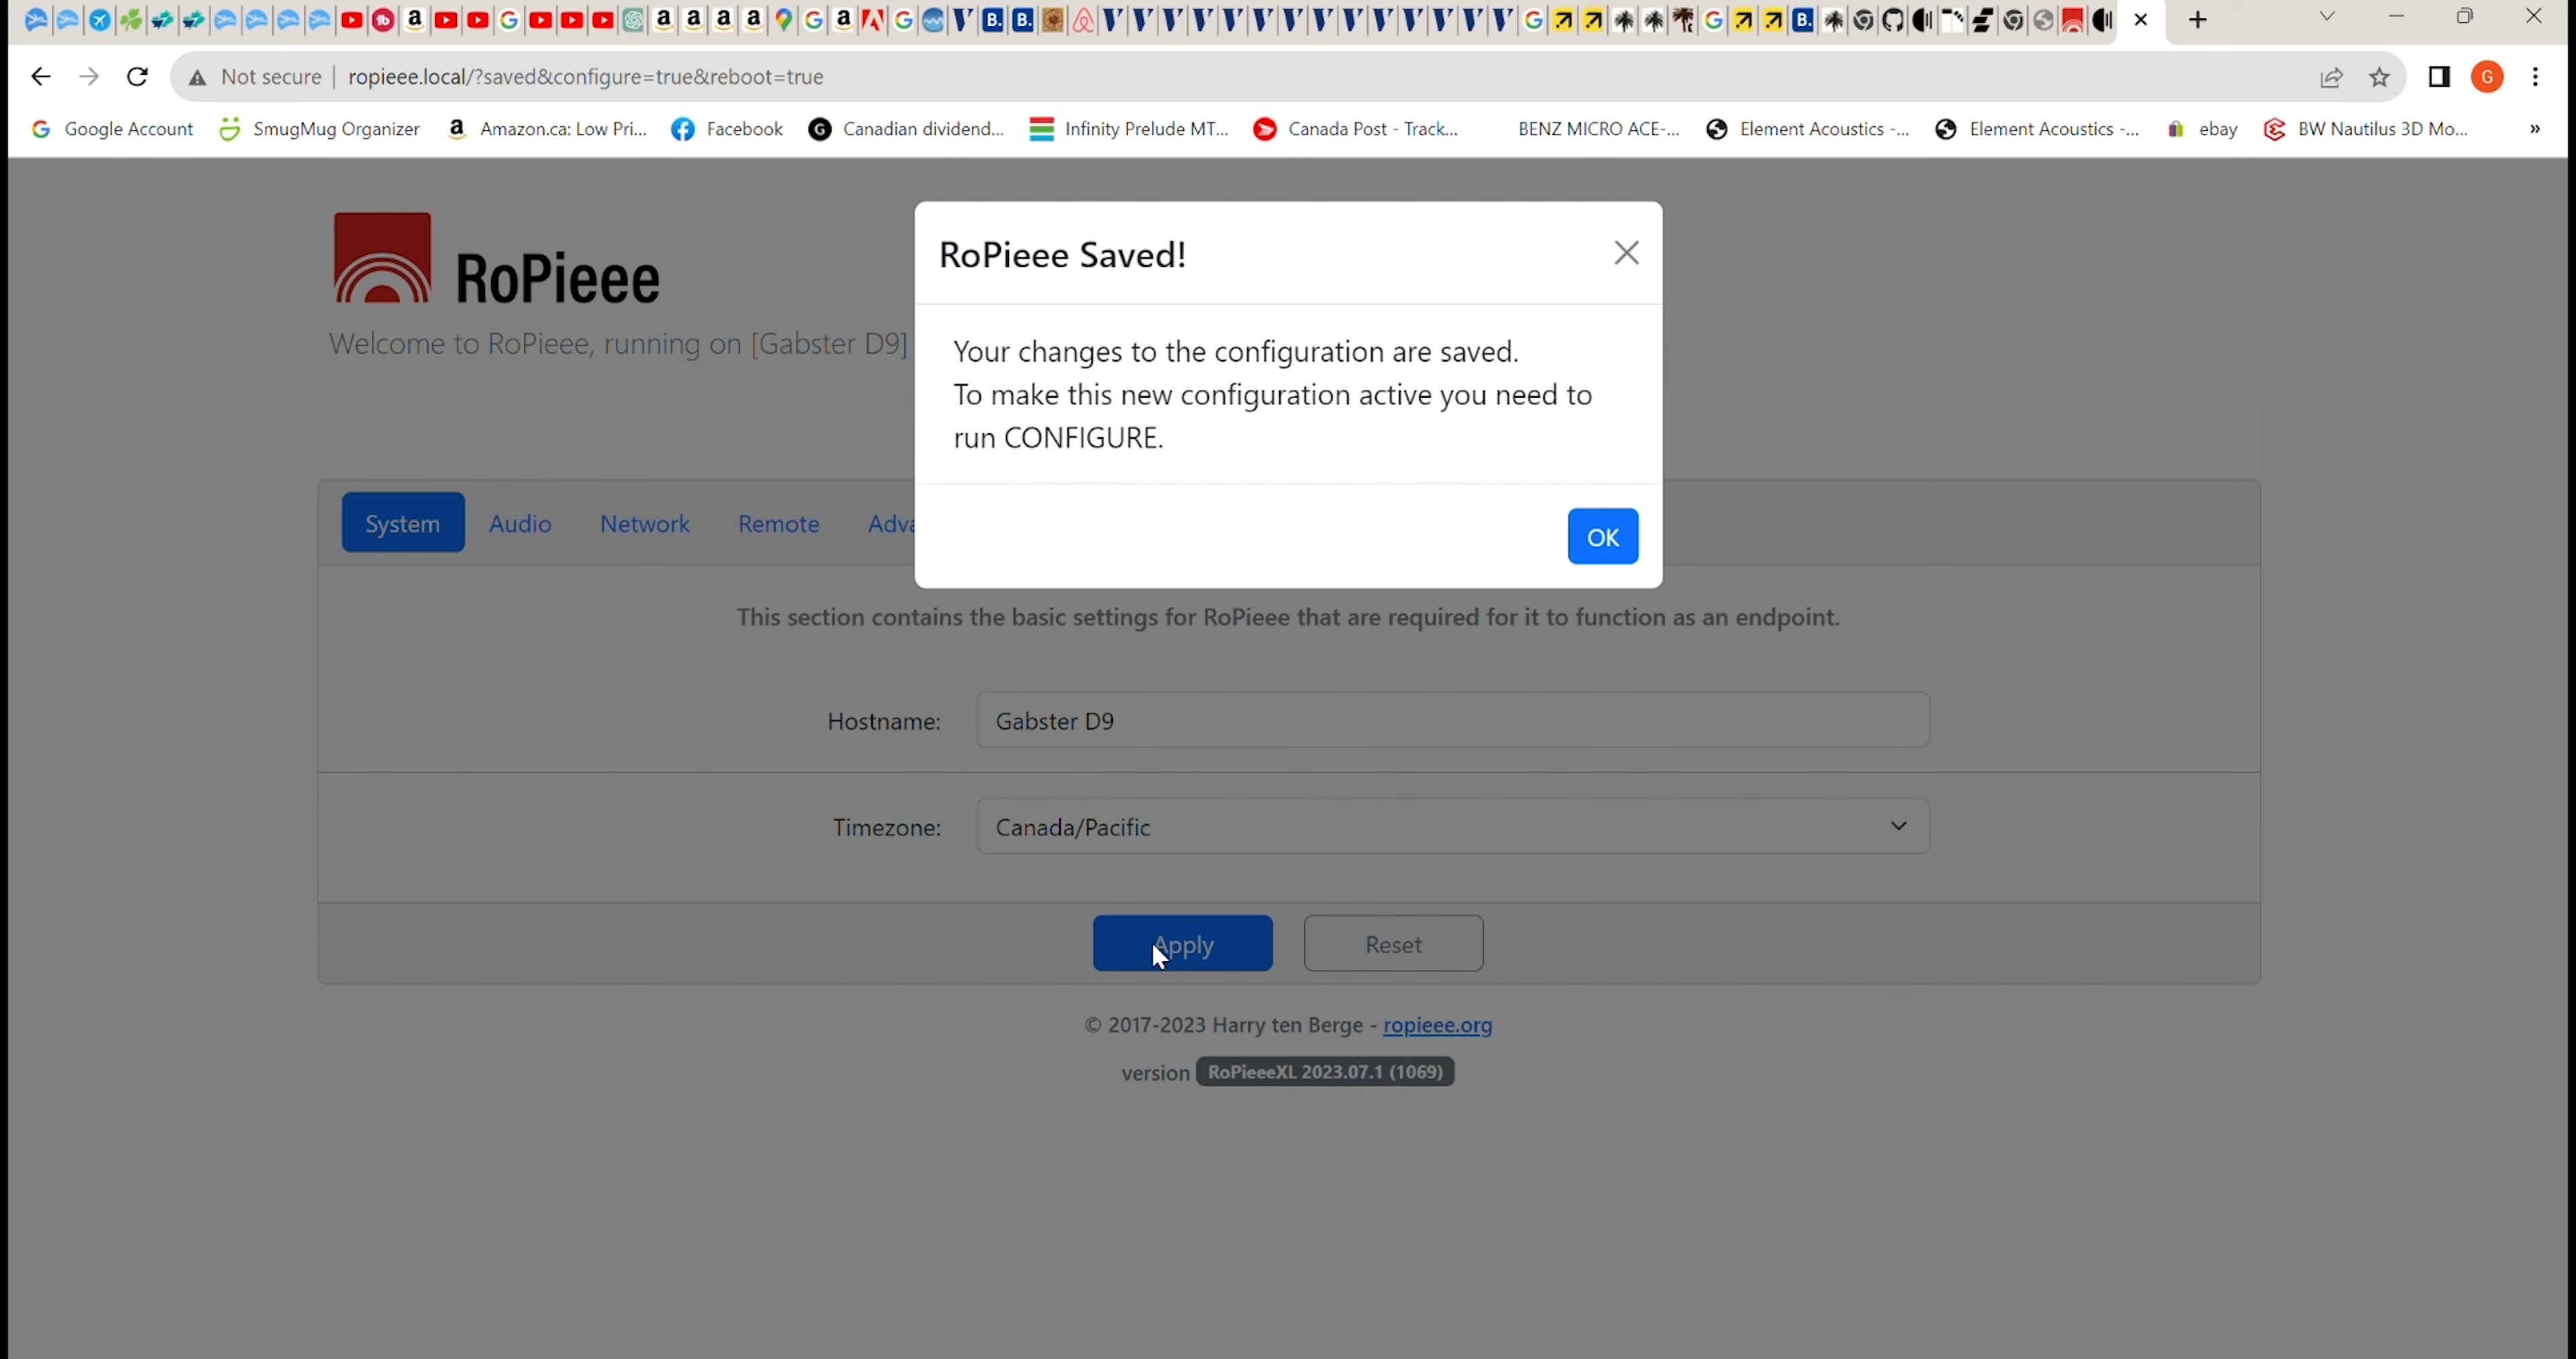 Not secure | ropieee.local/?saved&configure=true&reboot=true
G
Google Account SmugMug Organizer Amazon.ca: Low Pri... Facebook Canadian dividend... Infinity Prelude MT... Canada Post - Track... BENZ MICRO ACE-... Element Acoustics -... Element Acoustics -... ebay BW Nautilus 3D Mo... »
RoPieee
Welcome to RoPieee, running on [Gabster D9]
RoPieee Saved!
Your changes to the configuration are saved.
To make this new configuration active you need to
run CONFIGURE.
OK
System Audio Network Remote Adva
This section contains the basic settings for RoPieee that are required for it to function as an endpoint.
Hostname: Gabster D9
Timezone: Canada/Pacific
Apply Reset
© 2017-2023 Harry ten Berge - ropieee.org
version RoPieeeXL 2023.07.1 (1069)